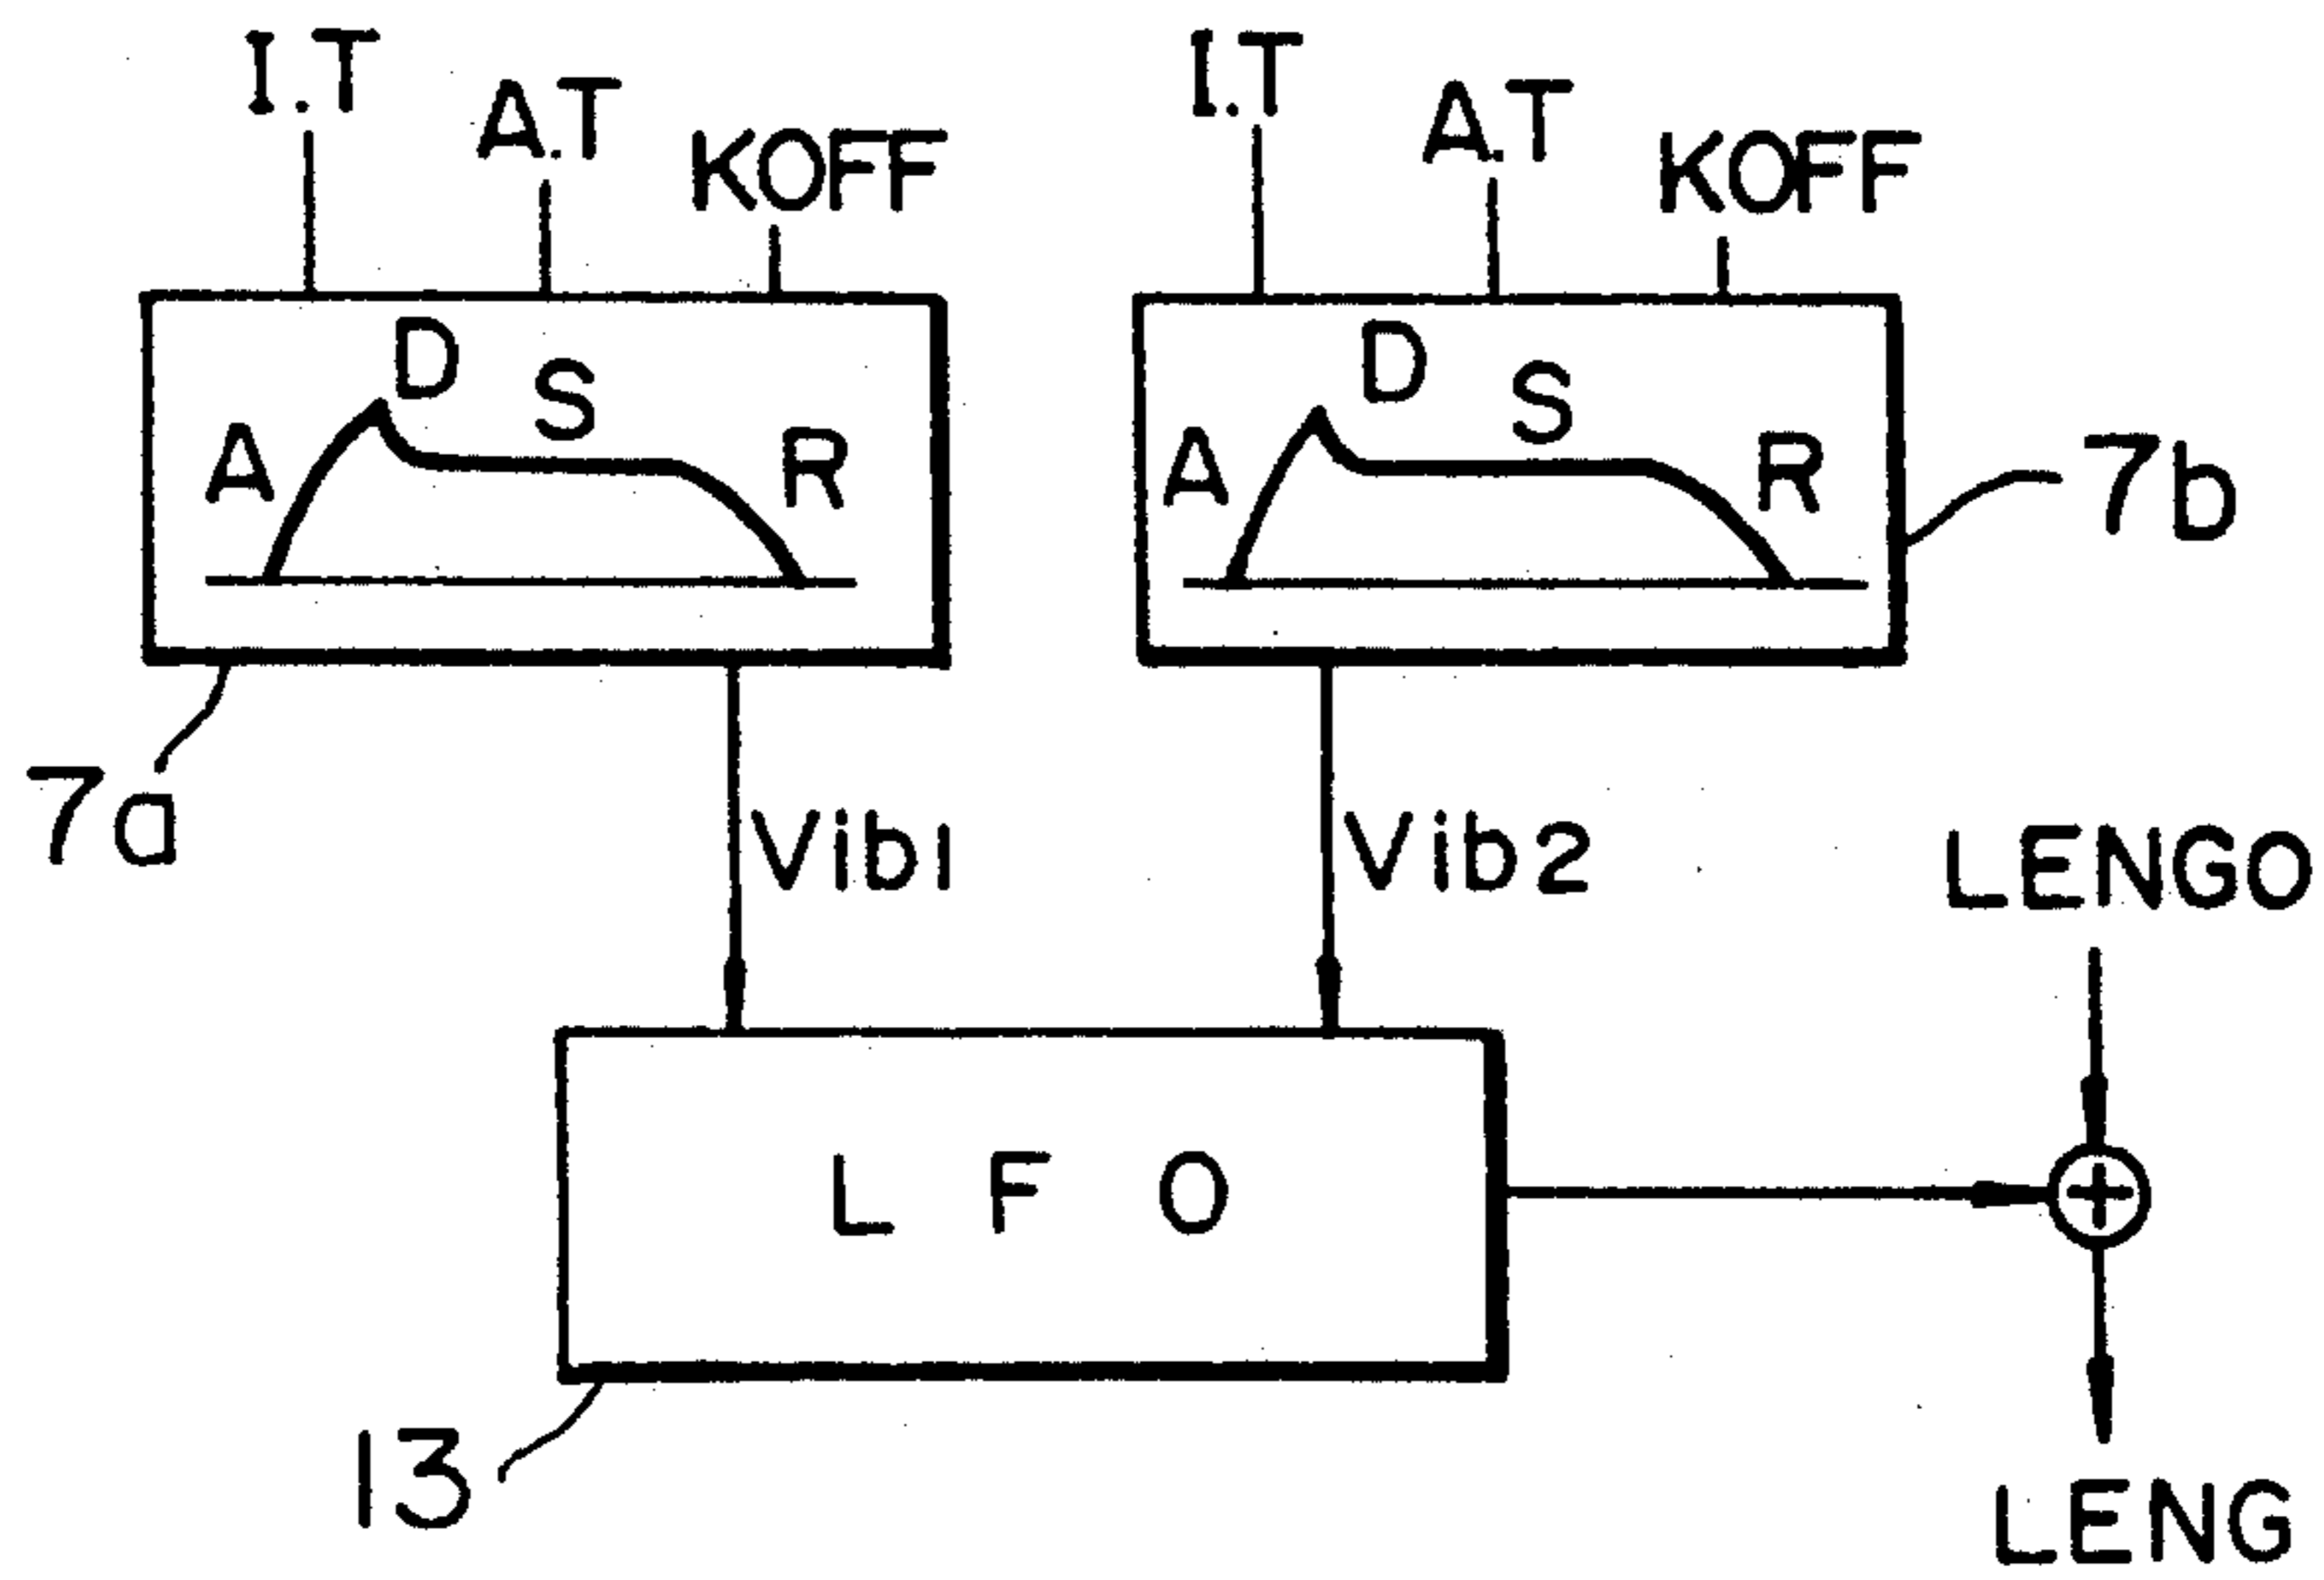 I.T
A.T
KOFF
I.T
A.T
KOFF
A
D
S
R
A
D
S
R
7b
7a
Vib1
Vib2
LENGO
L F O
13
LENG